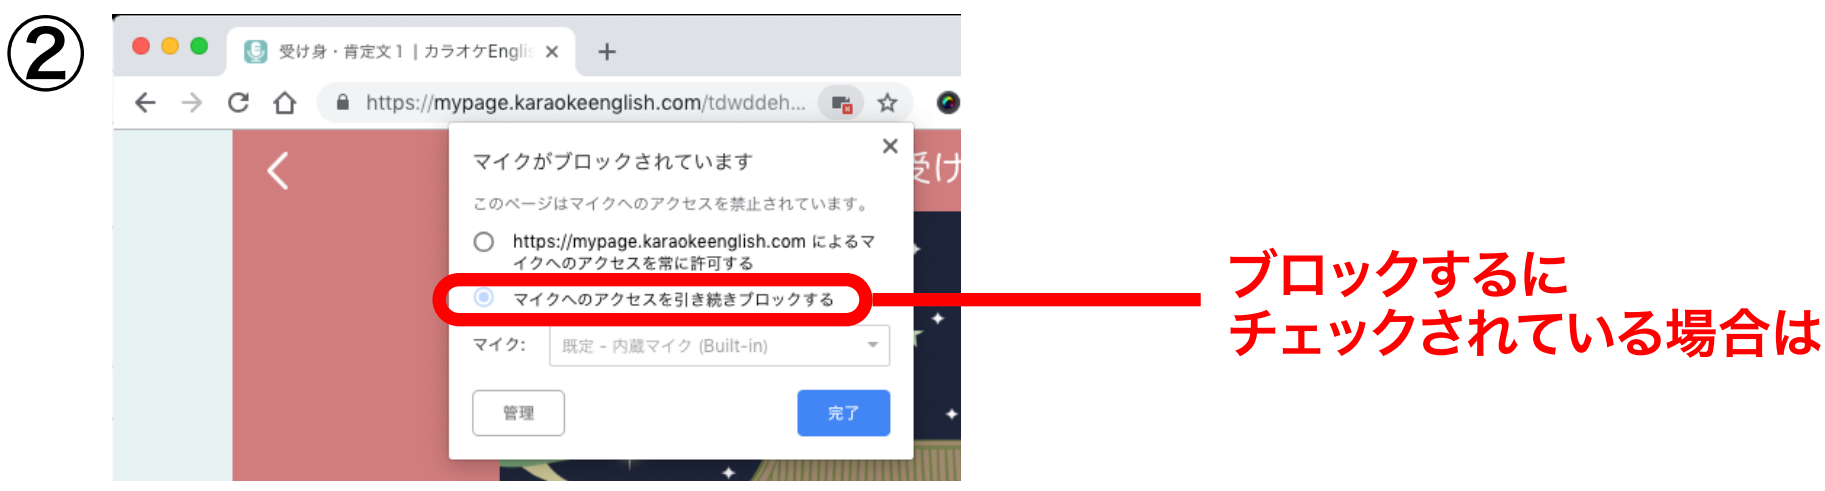 ②
受け身・肯定文1 | カラオケEnglis
https://mypage.karaokeenglish.com/tdwddeh...
マイクがブロックされています
受け
このページはマイクへのアクセスを禁止されています。
https://mypage.karaokeenglish.com によるマ
イクへのアクセスを常に許可する
マイクへのアクセスを引き続きブロックする
マイク:
既定 - 内蔵マイク (Built-in)
管理
完了
ブロックするに
チェックされている場合は